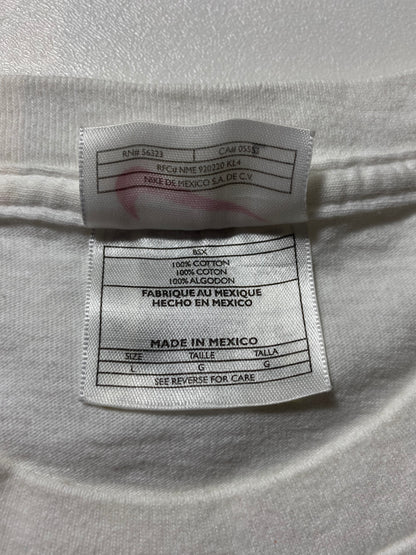 RN# 56323 CA# 05553
RFC# NME 920220 KL4
NIKE DE MEXICO S.A. DE C.V.
BSX
100% COTTON
100% COTON
100% ALGODON
FABRIQUE AU MEXIQUE
HECHO EN MEXICO
MADE IN MEXICO
SIZE TAILLE TALLA
L G G
SEE REVERSE FOR CARE